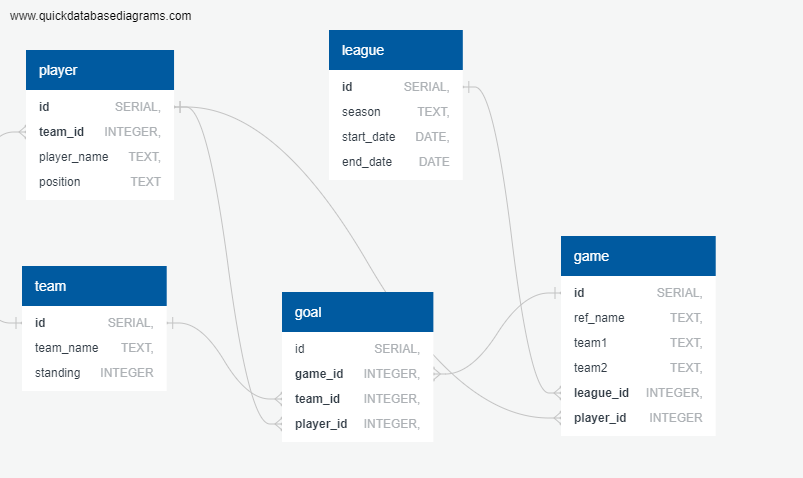 www.quickdatabasediagrams.com
player
id SERIAL,
team_id INTEGER,
player_name TEXT,
position TEXT
league
id SERIAL,
season TEXT,
start_date DATE,
end_date DATE
team
id SERIAL,
team_name TEXT,
standing INTEGER
goal
id SERIAL,
game_id INTEGER,
team_id INTEGER,
player_id INTEGER,
game
id SERIAL,
ref_name TEXT,
team1 TEXT,
team2 TEXT,
league_id INTEGER,
player_id INTEGER